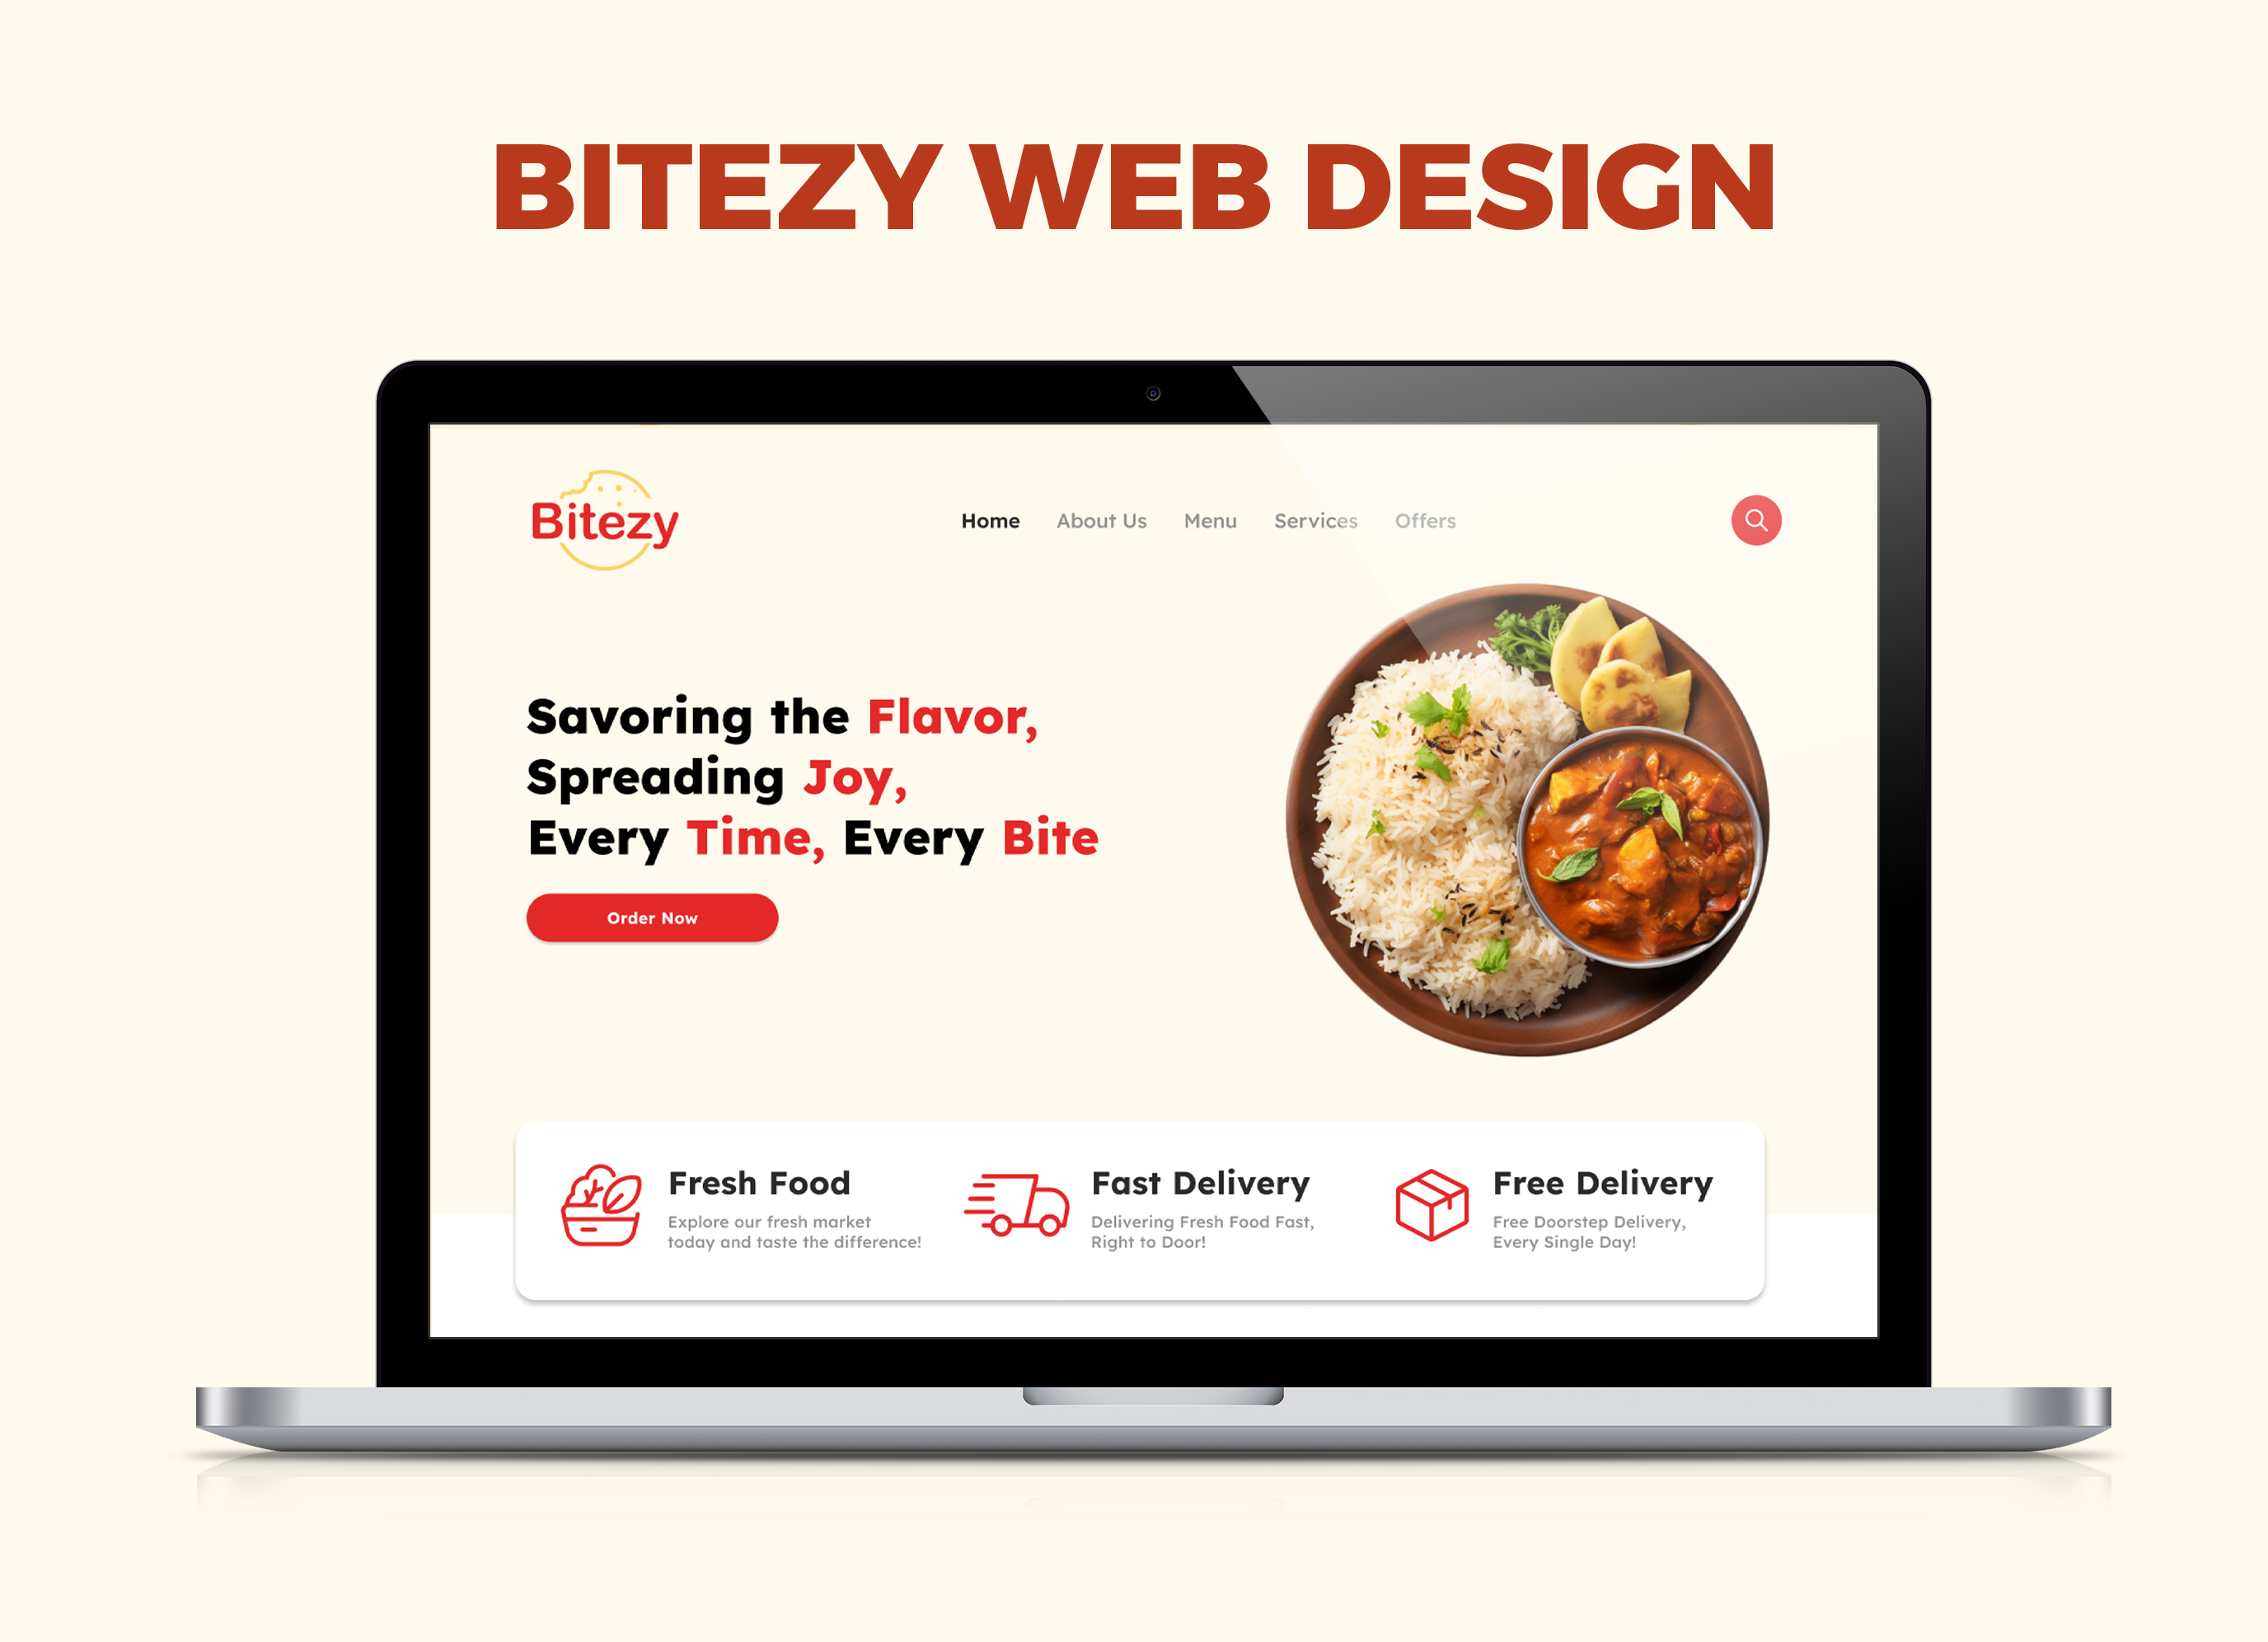 BITEZY WEB DESIGN
Bitezy
Home About Us Menu Services Offers
Savoring the Flavor,
Spreading Joy,
Every Time, Every Bite
Order Now
Fresh Food
Explore our fresh market
today and taste the difference!
Fast Delivery
Delivering Fresh Food Fast,
Right to Door!
Free Delivery
Free Doorstep Delivery,
Every Single Day!